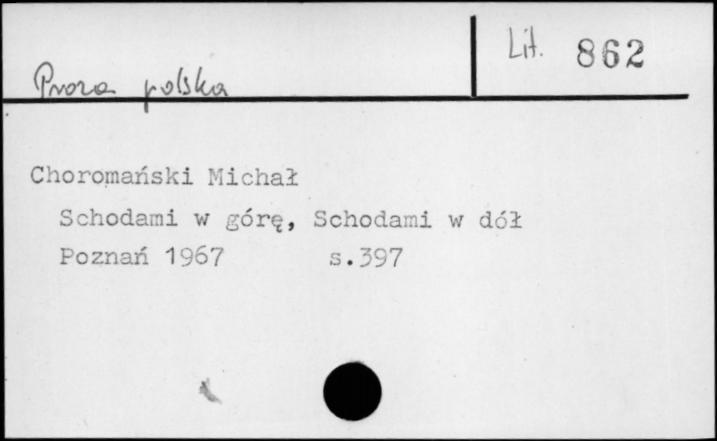 Proza polska
Lit. 862
Choromański Michał
Schodami w górę, Schodami w dół
Poznań 1967 s.397